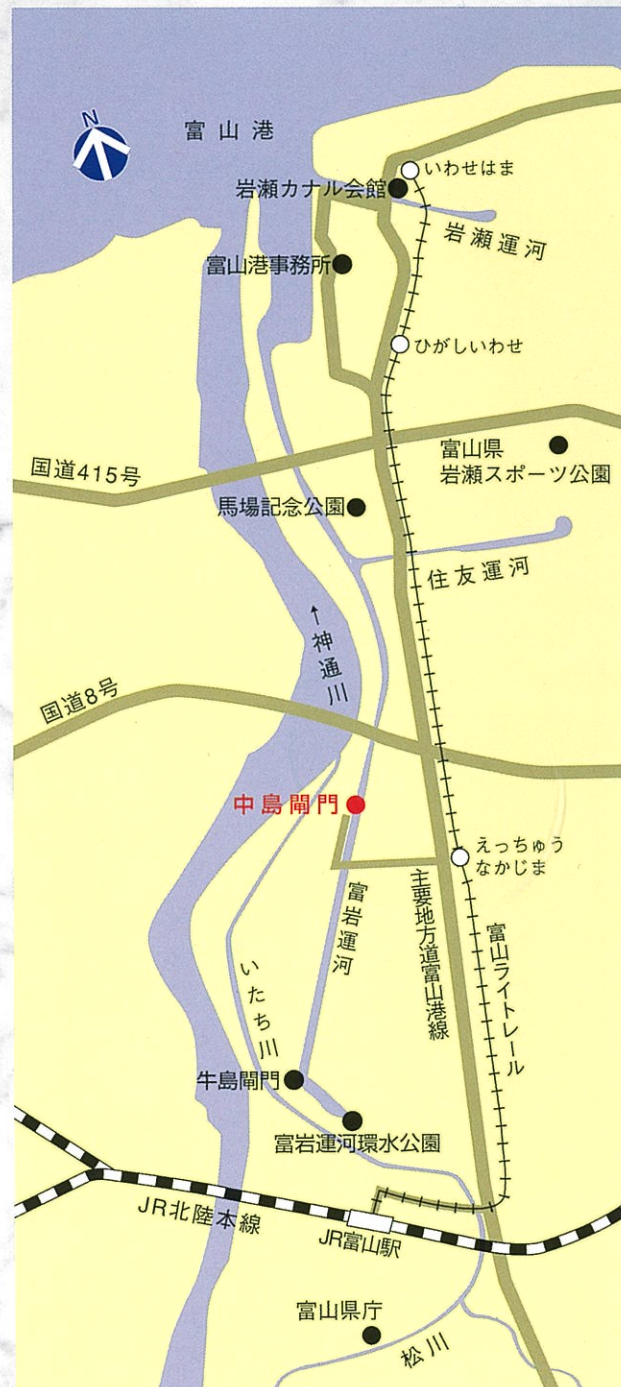 N
富山港
いわせはま
岩瀬カナル会館
岩瀬運河
富山港事務所
ひがしいわせ
国道415号
富山県
岩瀬スポーツ公園
馬場記念公園
住友運河
↑神通川
国道8号
中島閘門
えっちゅう
なかじま
富岩運河
主要地方道富山港線
富山ライトレール
いたち川
牛島閘門
富岩運河環水公園
JR北陸本線
JR富山駅
富山県庁
松川